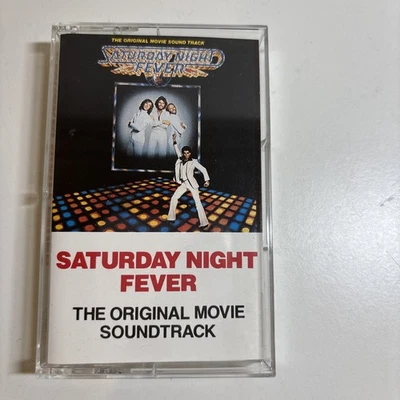 THE ORIGINAL MOVIE SOUND TRACK
SATURDAY NIGHT
FEVER
SATURDAY NIGHT
FEVER
THE ORIGINAL MOVIE
SOUNDTRACK